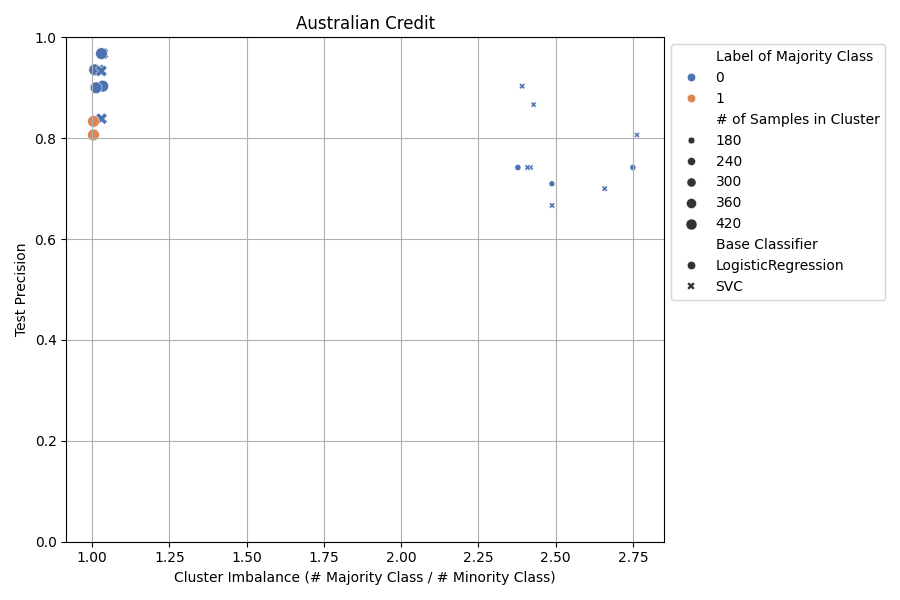 Australian Credit
1.0
0.8
0.6
0.4
0.2
0.0
Test Precision
1.00 1.25 1.50 1.75 2.00 2.25 2.50 2.75
Cluster Imbalance (# Majority Class / # Minority Class)
Label of Majority Class
0
1
# of Samples in Cluster
180
240
300
360
420
Base Classifier
LogisticRegression
SVC